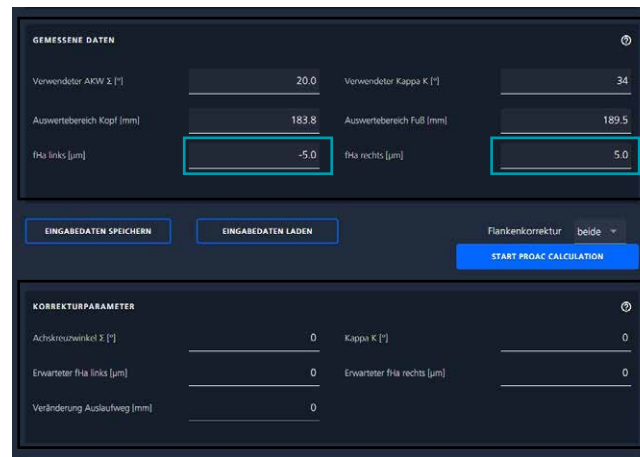 GEMESSENE DATEN
Verwendeter AKW Σ [°] 20.0 Verwendeter Kappa K [°] 34
Auswertebereich Kopf [mm] 183.8 Auswertebereich Fuß [mm] 189.5
fHa links [µm] -5.0 fHa rechts [µm] 5.0
EINGABEDATEN SPEICHERN EINGABEDATEN LADEN Flankenkorrektur beide
START PROAC CALCULATION
KORREKTURPARAMETER
Achskreuzwinkel Σ [°] 0 Kappa K [°] 0
Erwarteter fHa links [µm] 0 Erwarteter fHa rechts [µm] 0
Veränderung Auslaufweg [mm] 0